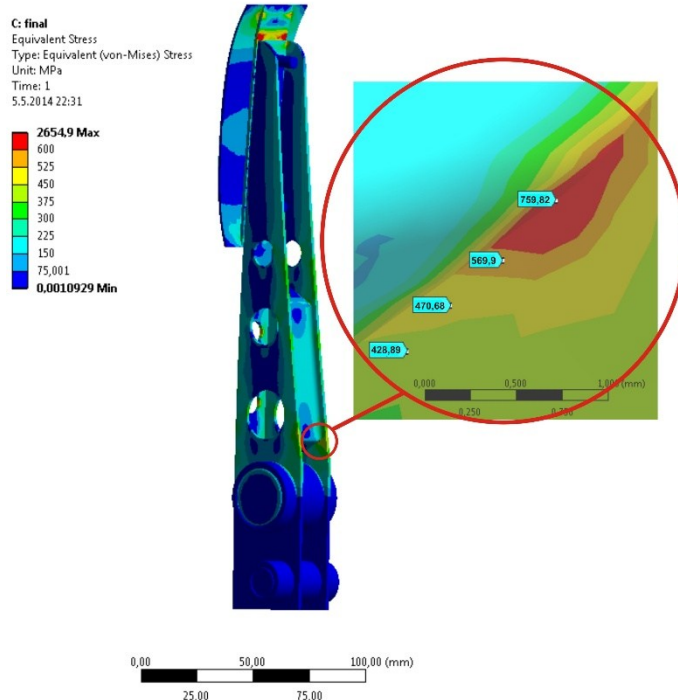 C: final
Equivalent Stress
Type: Equivalent (von-Mises) Stress
Unit: MPa
Time: 1
5.5.2014 22:31
2654,9 Max
600
525
450
375
300
225
150
75,001
0,0010929 Min
759,82
569,9
470,68
428,89
0,000 0,500 1,000 (mm)
0,250 0,750
0,00 50,00 100,00 (mm)
25,00 75,00